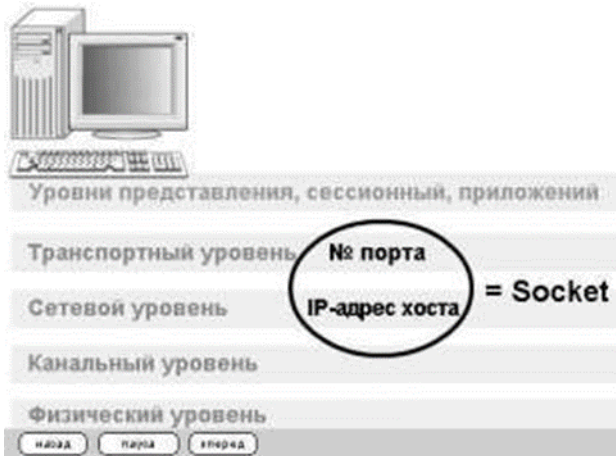 Уровни представления, сессионный, приложений
Транспортный уровень № порта
Сетевой уровень IP-адрес хоста = Socket
Канальный уровень
Физический уровень
назад пауза вперед